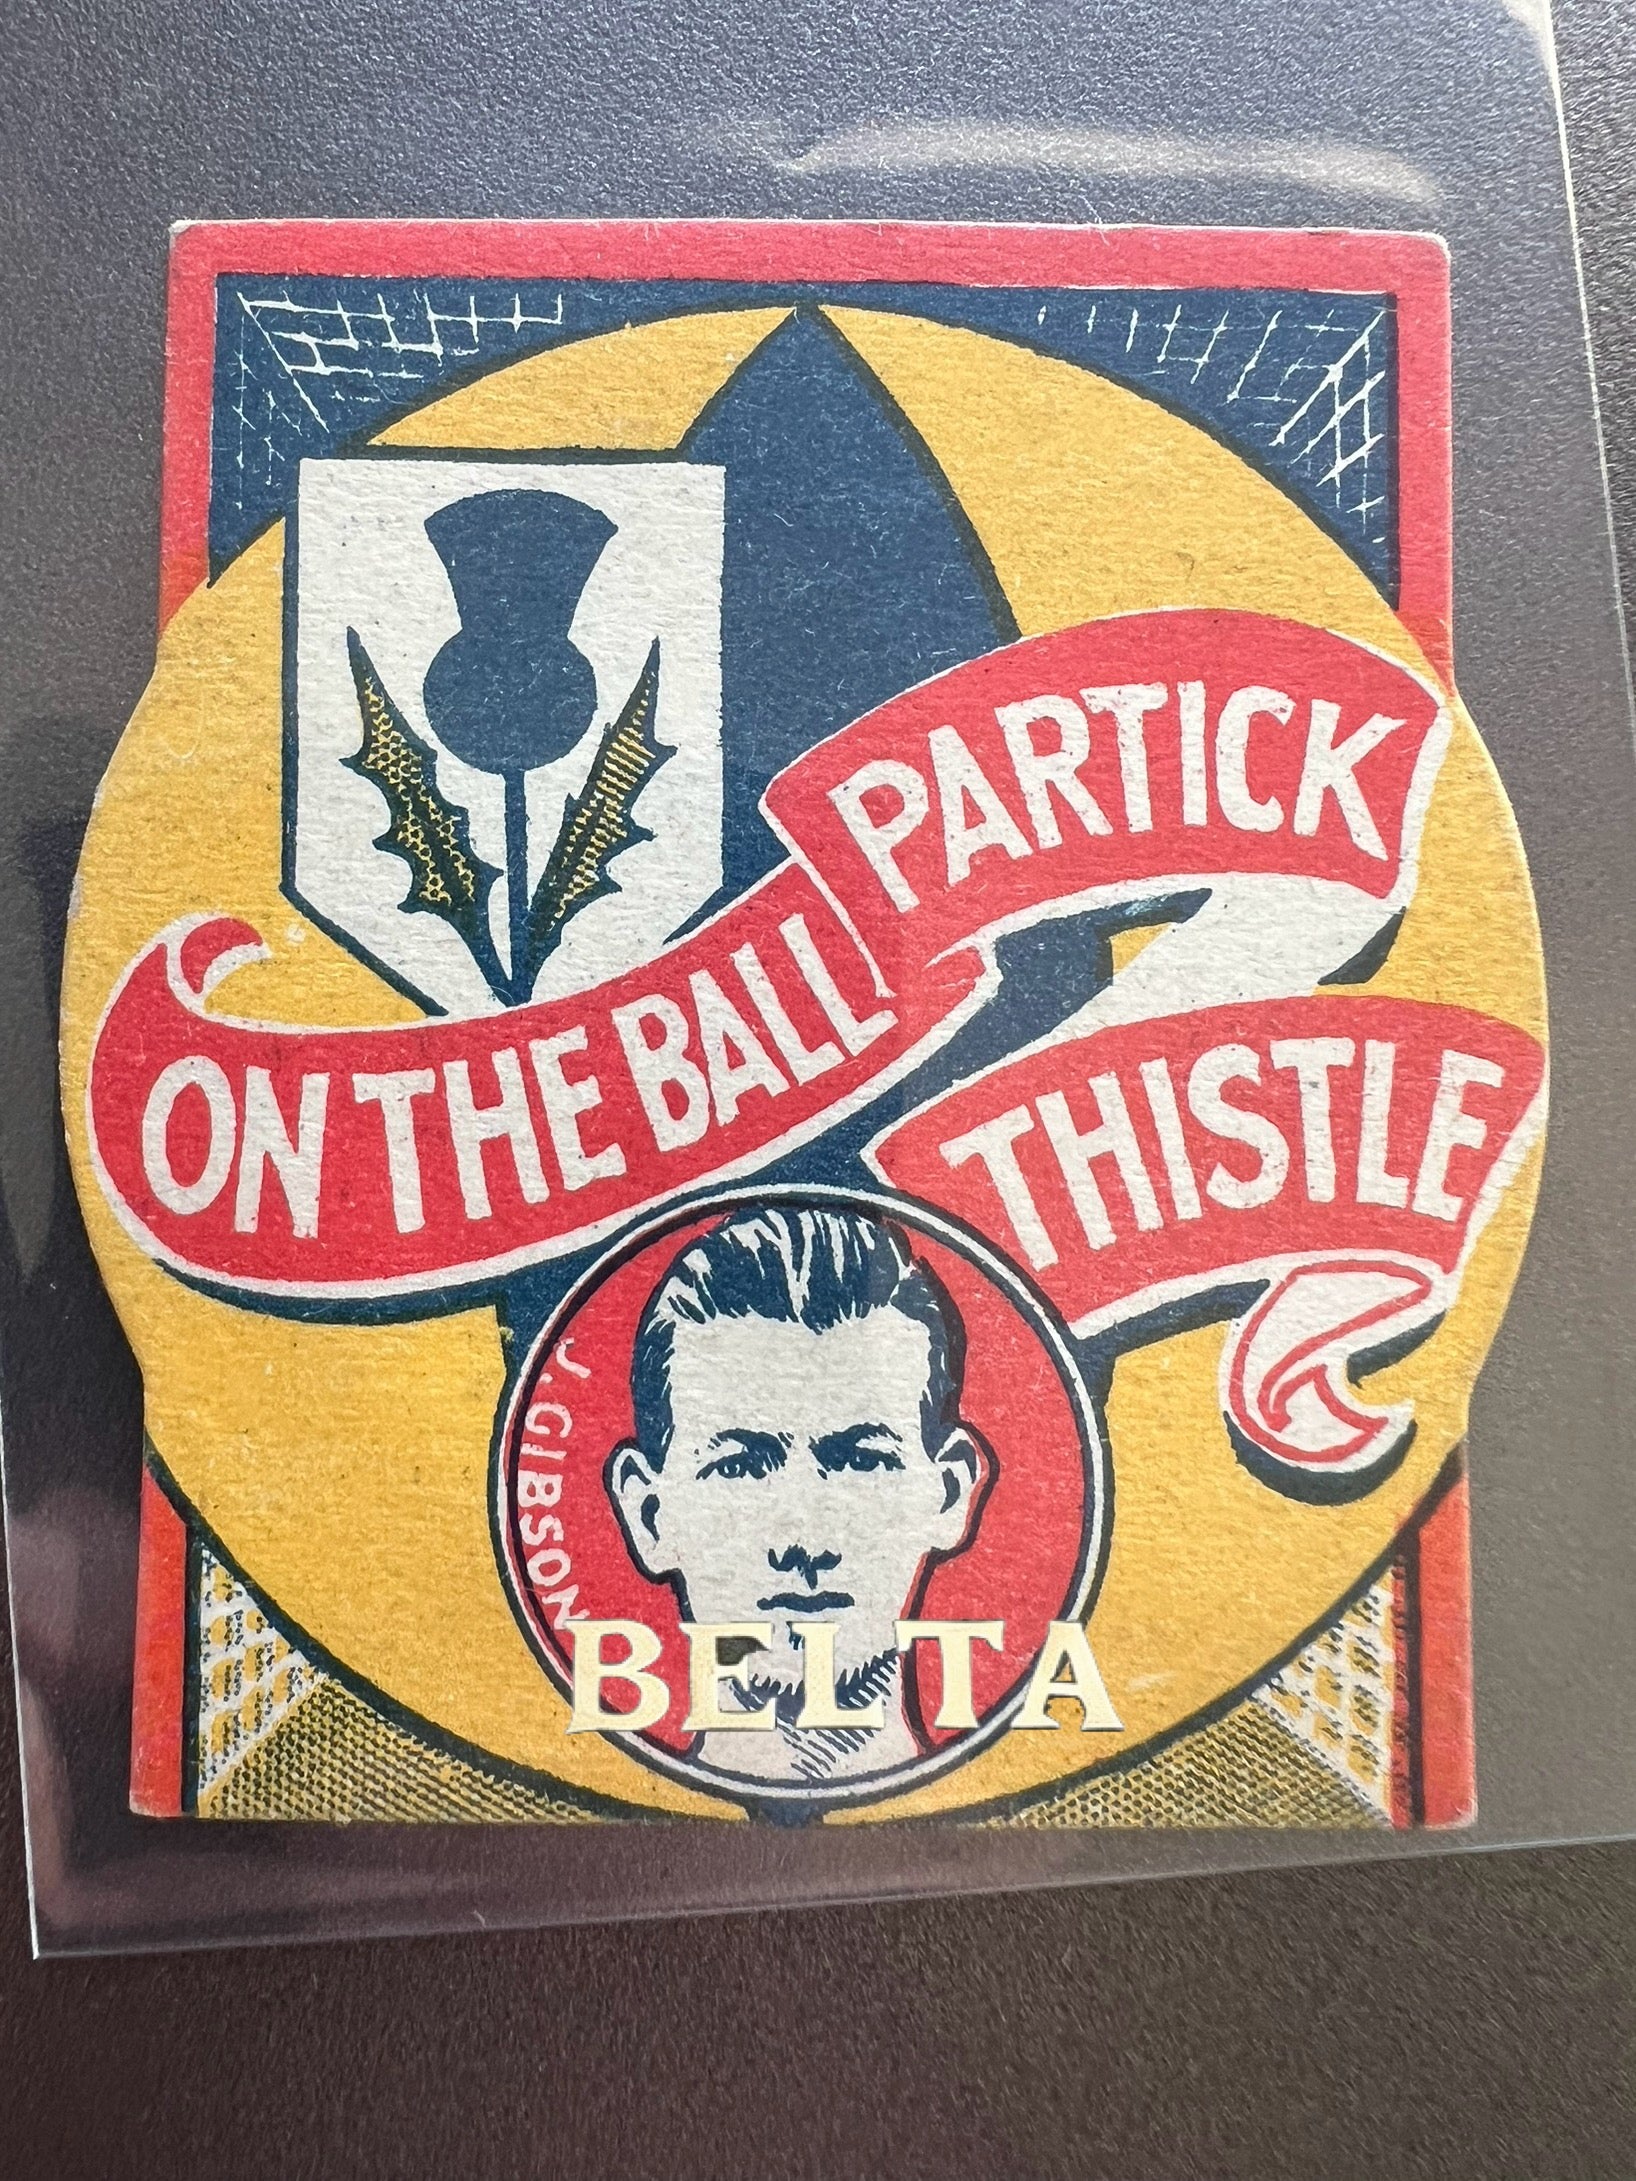 ON THE BALL
PARTICK
THISTLE
J. GIBSON
BELTA